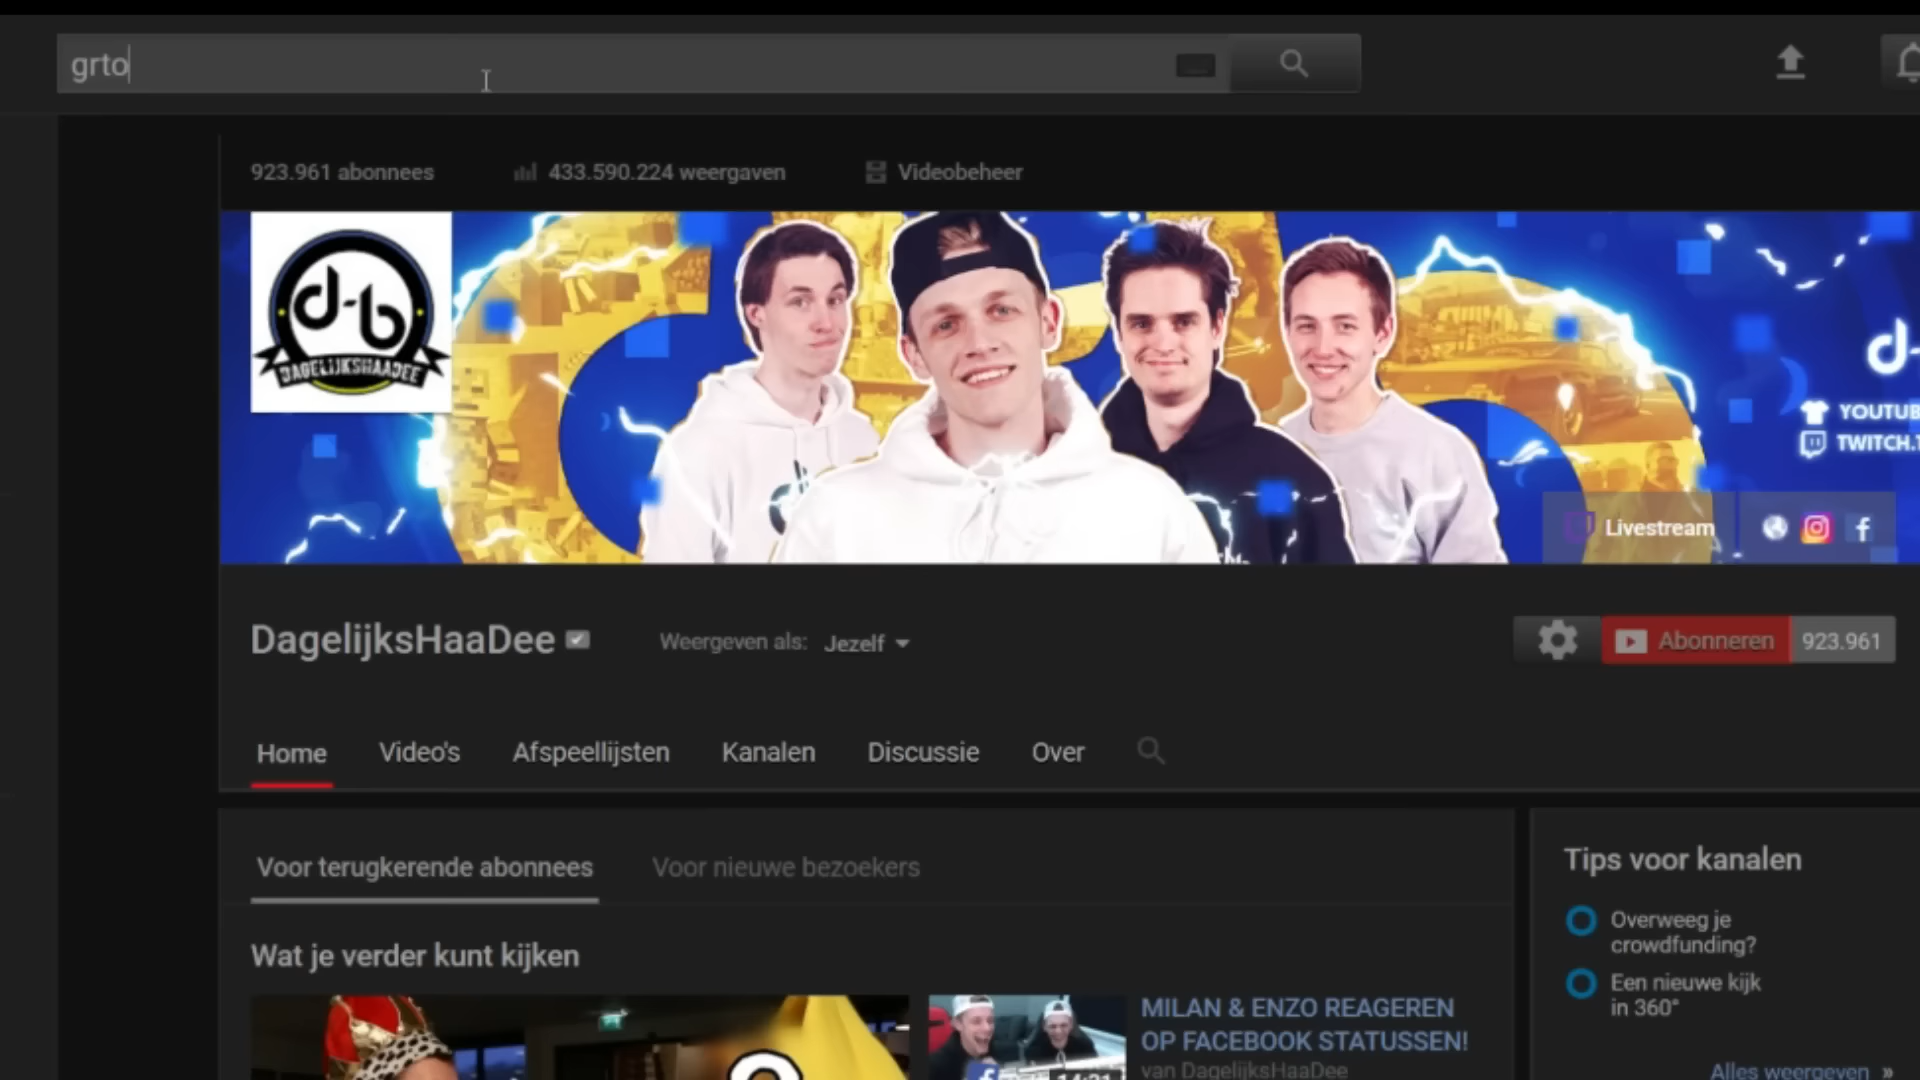 grto
923.961 abonnees
433.590.224 weergaven
Videobeheer
d-b
DAGELIJKSHAADEE
YOUTUB
TWITCH.T
Livestream
DagelijksHaaDee
Weergeven als: Jezelf
Abonneren 923.961
Home Video's Afspeellijsten Kanalen Discussie Over
Voor terugkerende abonnees Voor nieuwe bezoekers
Wat je verder kunt kijken
MILAN & ENZO REAGEREN
OP FACEBOOK STATUSSEN!
van DagelijksHaaDee
Tips voor kanalen
Overweeg je
crowdfunding?
Een nieuwe kijk
in 360°
Alles weergeven »